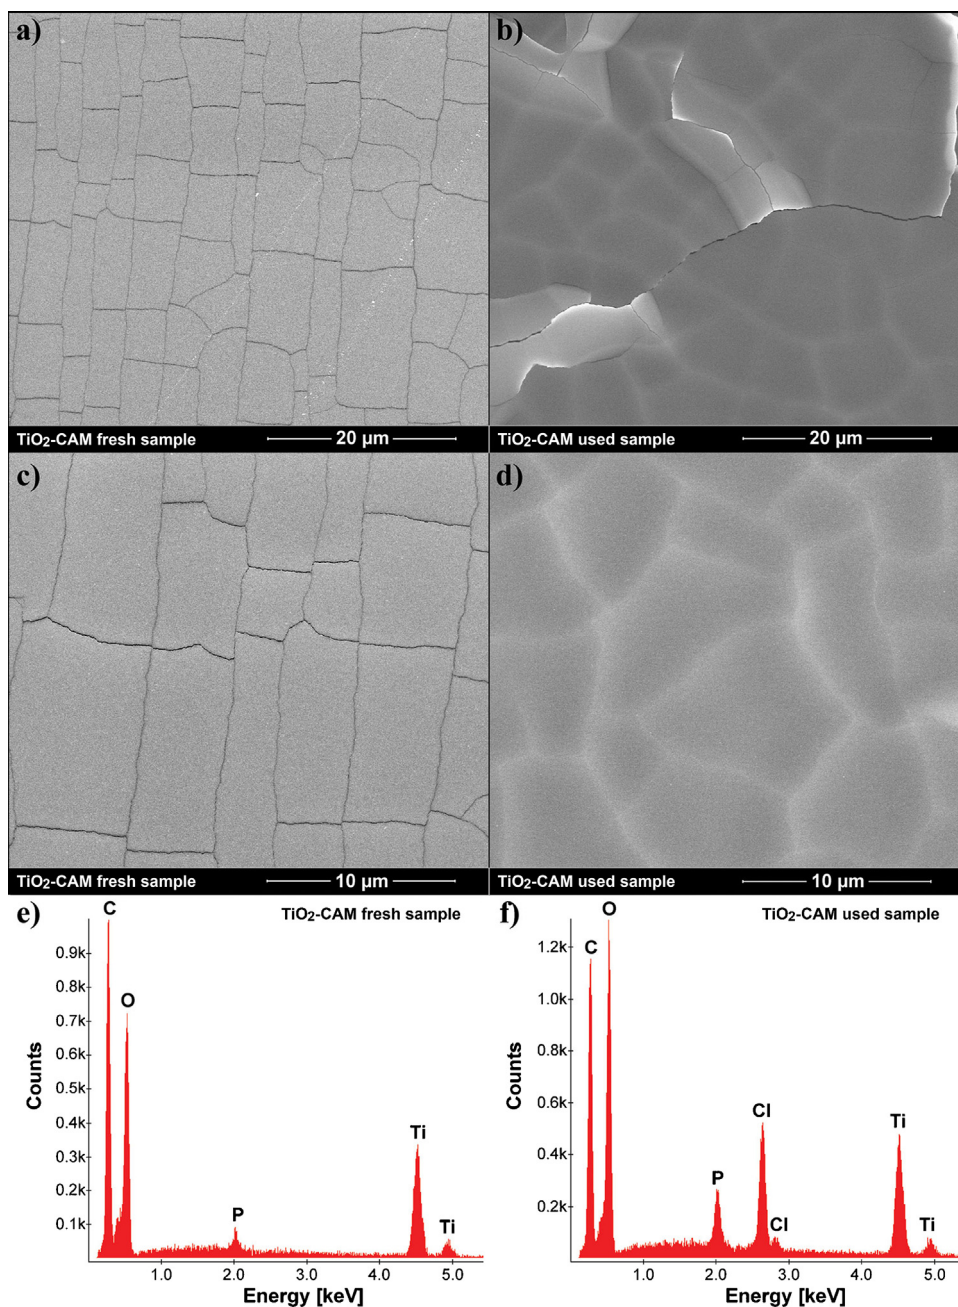 a)
b)
TiO₂-CAM fresh sample 20 µm
TiO₂-CAM used sample 20 µm
c)
d)
TiO₂-CAM fresh sample 10 µm
TiO₂-CAM used sample 10 µm
e)
TiO₂-CAM fresh sample
C
O
P
Ti
Ti
0.9k
0.8k
0.7k
0.6k
0.5k
0.4k
0.3k
0.2k
0.1k
Counts
1.0 2.0 3.0 4.0 5.0
Energy [keV]
f)
TiO₂-CAM used sample
C
O
P
Cl
Cl
Ti
Ti
1.2k
1.0k
0.8k
0.6k
0.4k
0.2k
Counts
1.0 2.0 3.0 4.0 5.0
Energy [keV]